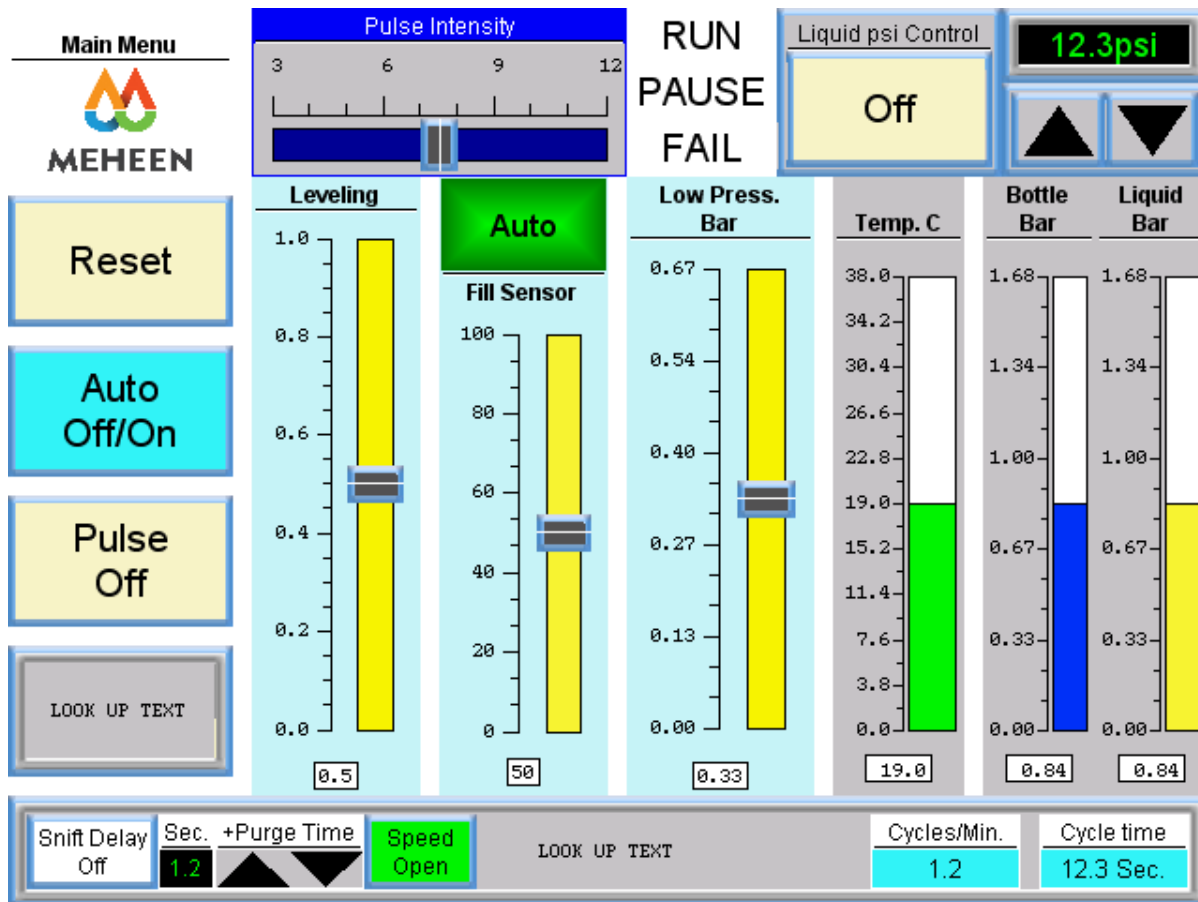 Main Menu
MEHEEN
Pulse Intensity
3 6 9 12
RUN
PAUSE
FAIL
Liquid psi Control
Off
12.3psi
Reset
Auto
Off/On
Pulse
Off
LOOK UP TEXT
Leveling
1.0
0.8
0.6
0.4
0.2
0.0
0.5
Auto
Fill Sensor
100
80
60
40
20
0
50
Low Press.
Bar
0.67
0.54
0.40
0.27
0.13
0.00
0.33
Temp. C
38.0
34.2
30.4
26.6
22.8
19.0
15.2
11.4
7.6
3.8
0.0
19.0
Bottle
Bar
1.68
1.34
1.00
0.67
0.33
0.00
0.84
Liquid
Bar
1.68
1.34
1.00
0.67
0.33
0.00
0.84
Snift Delay
Off
Sec.
1.2
+Purge Time
Speed
Open
LOOK UP TEXT
Cycles/Min.
1.2
Cycle time
12.3 Sec.